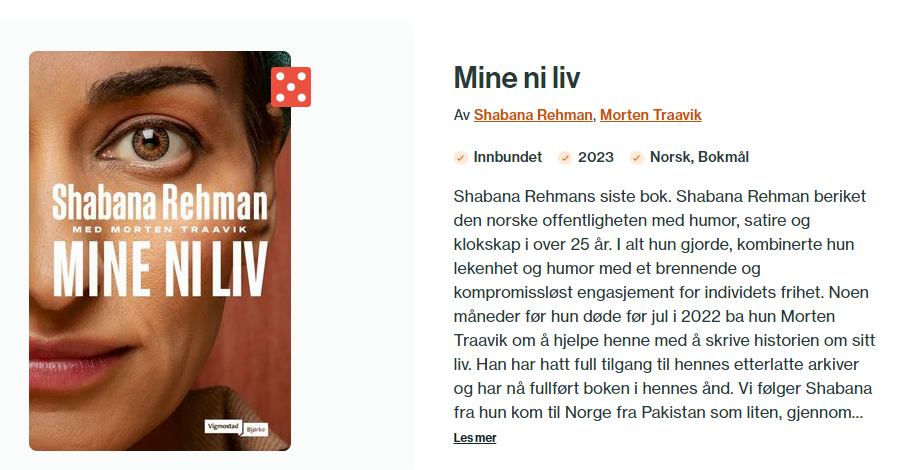 Shabana Rehman
MED MORTEN TRAAVIK
MINE NI LIV
Vigmostad
Bjørke
Mine ni liv
Av Shabana Rehman, Morten Traavik
Innbundet 2023 Norsk, Bokmål
Shabana Rehmans siste bok. Shabana Rehman beriket
den norske offentligheten med humor, satire og
klokskap i over 25 år. I alt hun gjorde, kombinerte hun
lekenhet og humor med et brennende og
kompromissløst engasjement for individets frihet. Noen
måneder før hun døde før jul i 2022 ba hun Morten
Traavik om å hjelpe henne med å skrive historien om sitt
liv. Han har hatt full tilgang til hennes etterlatte arkiver
og har nå fullført boken i hennes ånd. Vi følger Shabana
fra hun kom til Norge fra Pakistan som liten, gjennom...
Les mer